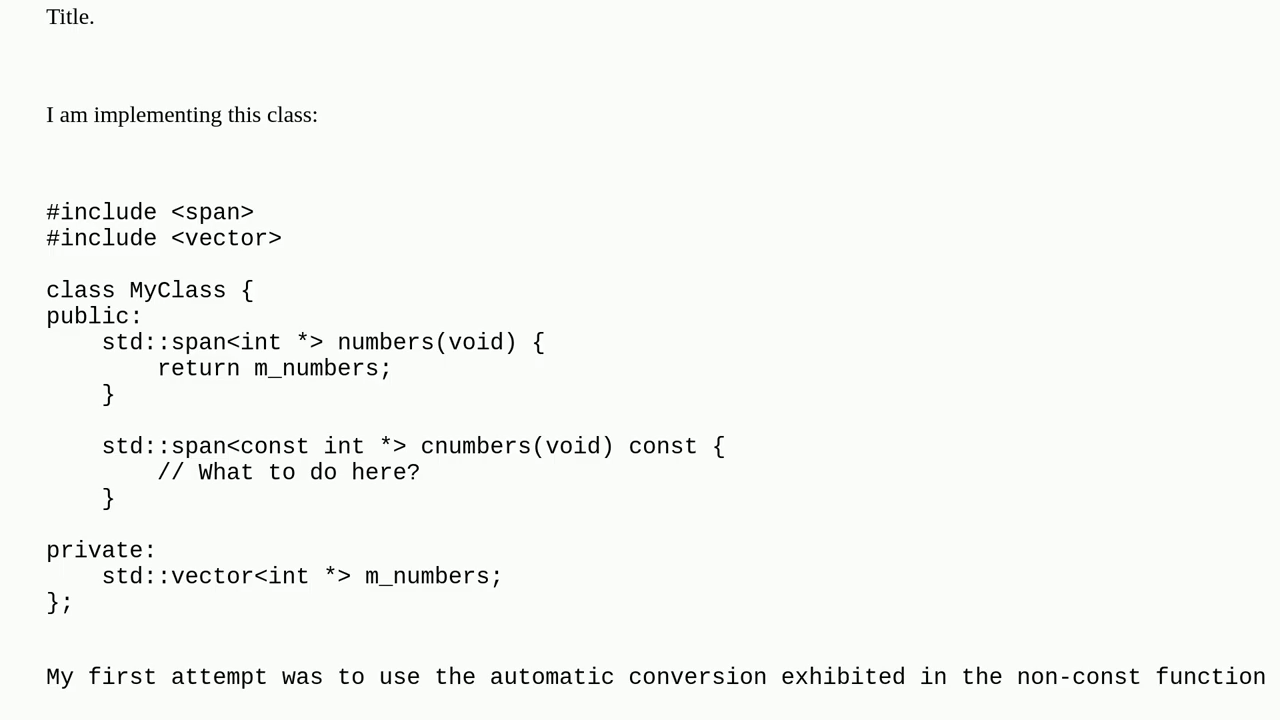 Title.
I am implementing this class:
#include <span>
#include <vector>
class MyClass {
public:
    std::span<int *> numbers(void) {
        return m_numbers;
    }
    std::span<const int *> cnumbers(void) const {
        // What to do here?
    }
private:
    std::vector<int *> m_numbers;
};
My first attempt was to use the automatic conversion exhibited in the non-const function